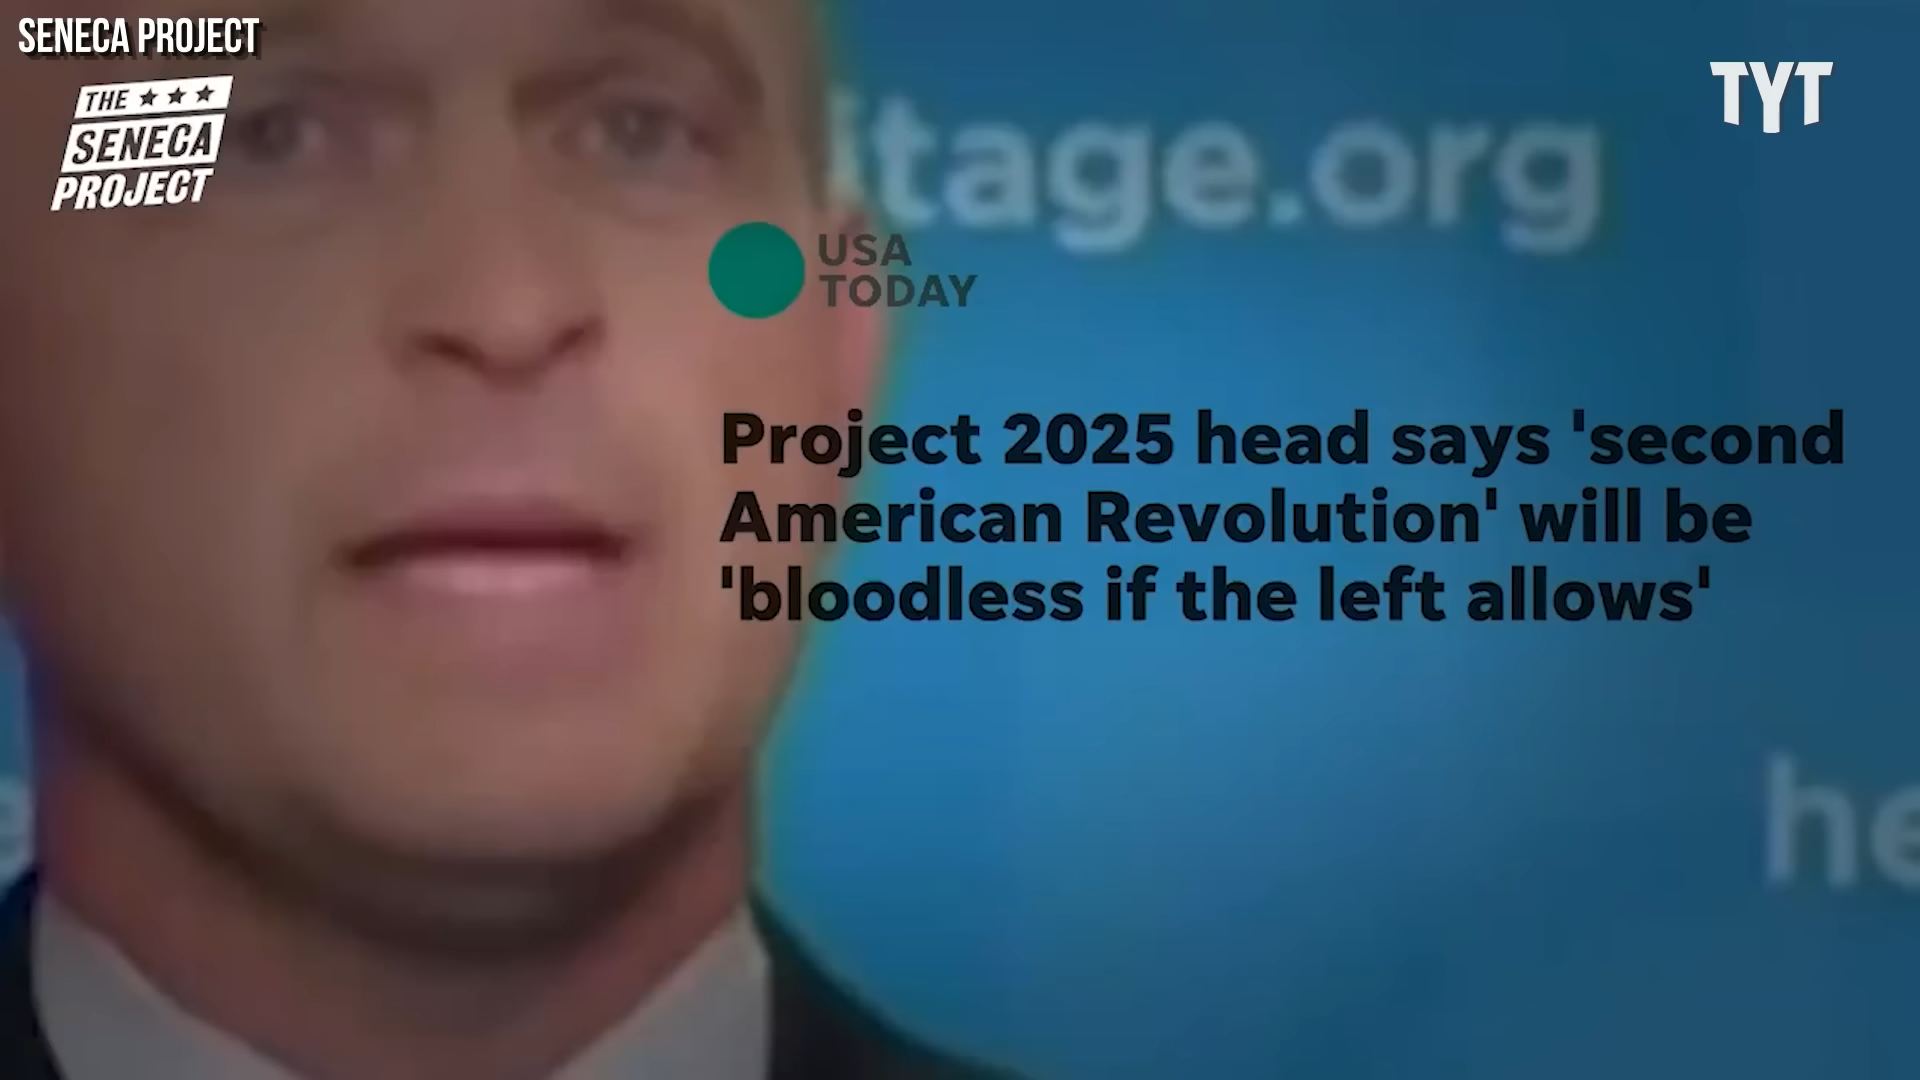 SENECA PROJECT
THE
SENECA
PROJECT
TYT
itage.org
USA
TODAY
Project 2025 head says 'second
American Revolution' will be
'bloodless if the left allows'
he
e